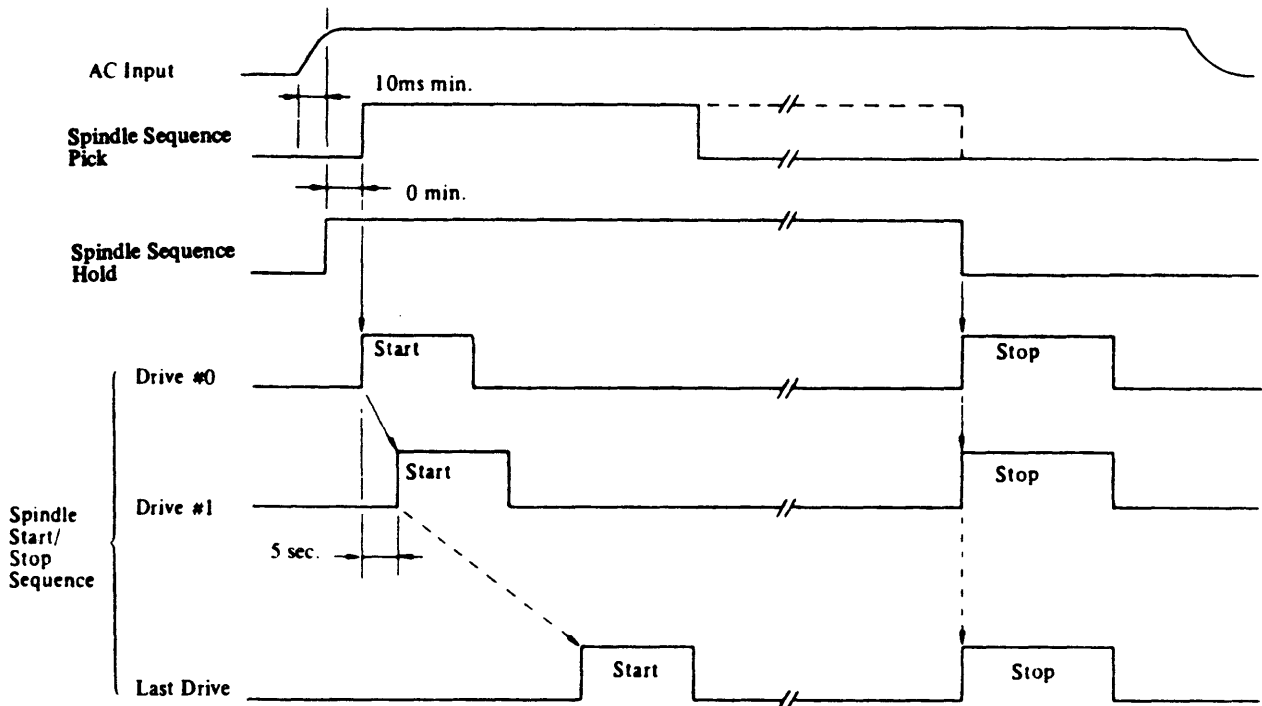 AC Input
10ms min.
Spindle Sequence
Pick
0 min.
Spindle Sequence
Hold
Start
Stop
Drive #0
Start
Stop
Drive #1
Spindle
Start/
Stop
Sequence
5 sec.
Start
Stop
Last Drive